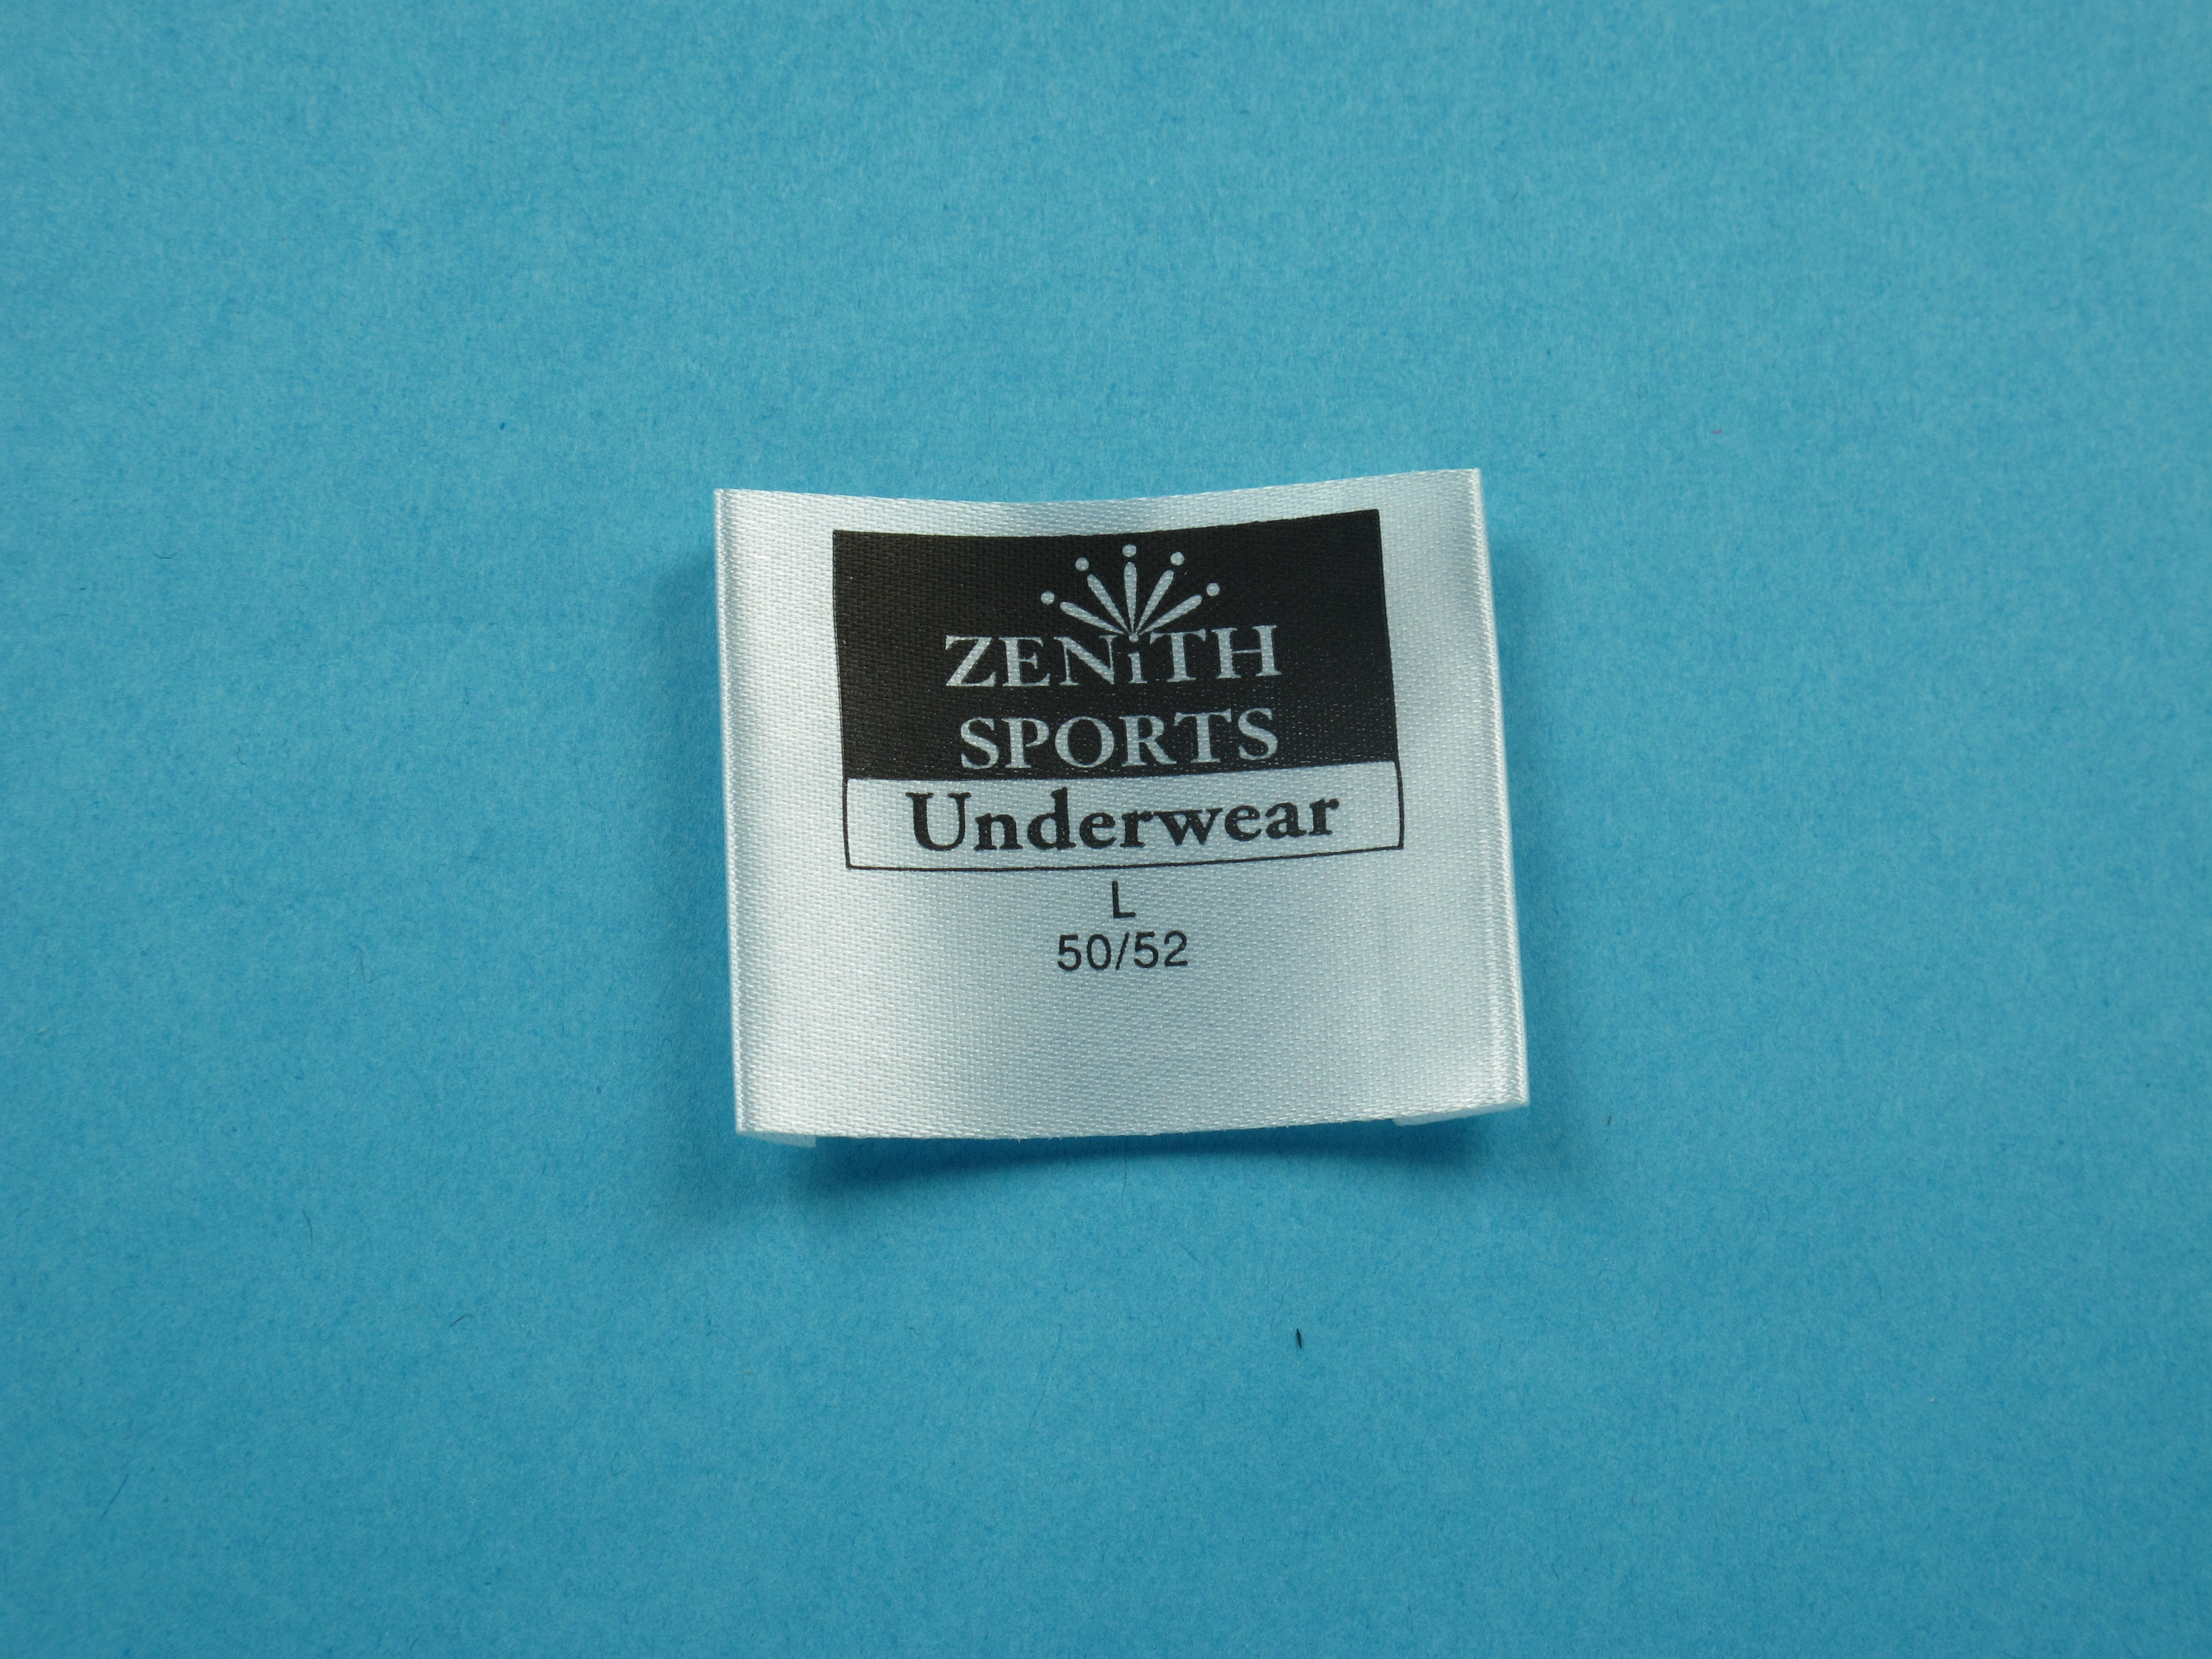 ZENiTH
SPORTS
Underwear
L
50/52